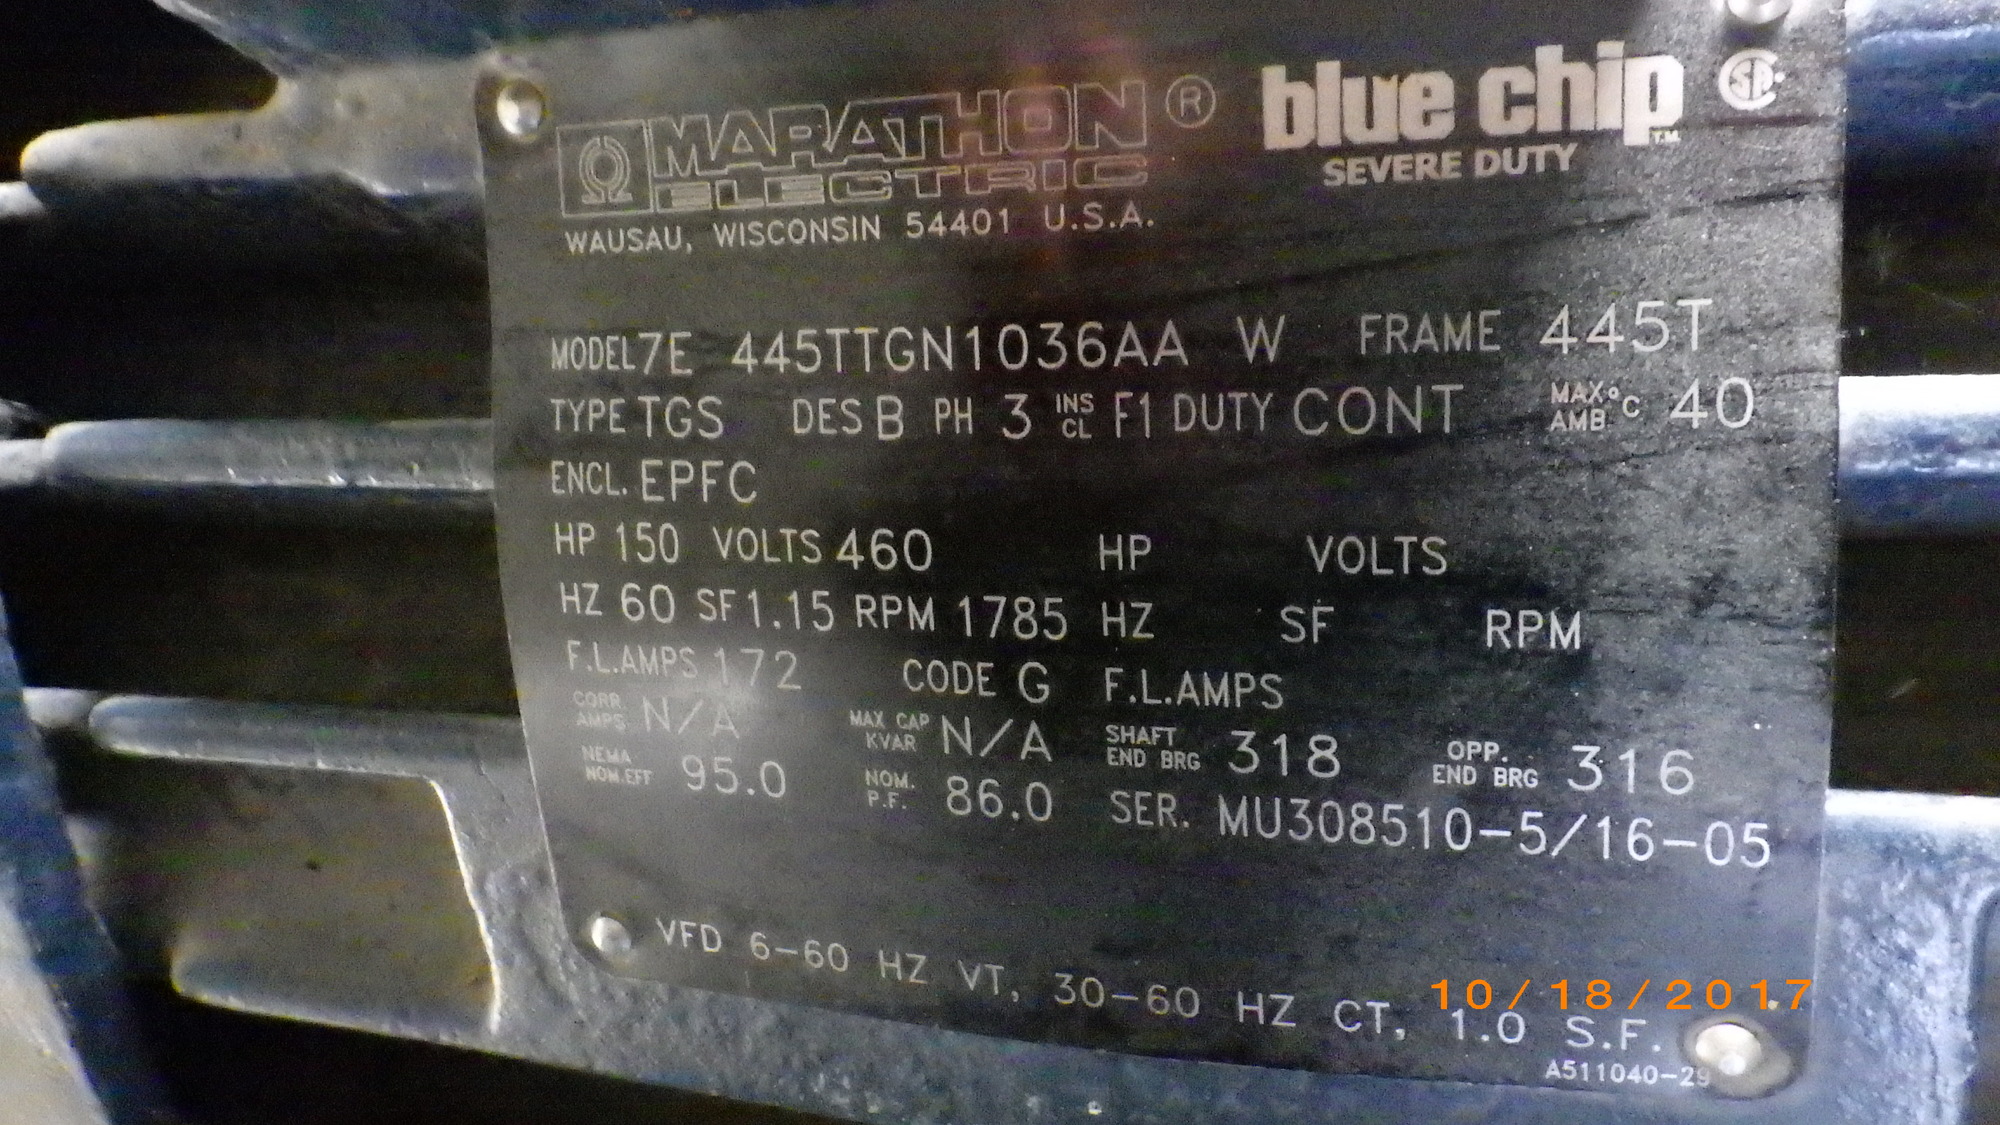 MARATHON ® blue chip SA
ELECTRIC TM
SEVERE DUTY
WAUSAU, WISCONSIN 54401 U.S.A.
MODEL 7E 445TTGN1036AA W FRAME 445T
TYPE TGS DES B PH 3 INS CL F1 DUTY CONT MAX °C AMB 40
ENCL. EPFC
HP 150 VOLTS 460 HP VOLTS
HZ 60 SF 1.15 RPM 1785 HZ SF RPM
F.L.AMPS 172 CODE G F.L.AMPS
CORR AMPS N/A MAX CAP KVAR N/A SHAFT END BRG 318 OPP. END BRG 316
NEMA NOM.EFF 95.0 NOM. P.F. 86.0 SER. MU308510-5/16-05
VFD 6-60 HZ VT, 30-60 HZ CT, 1.0 S.F.
10/18/2017
A511040-29